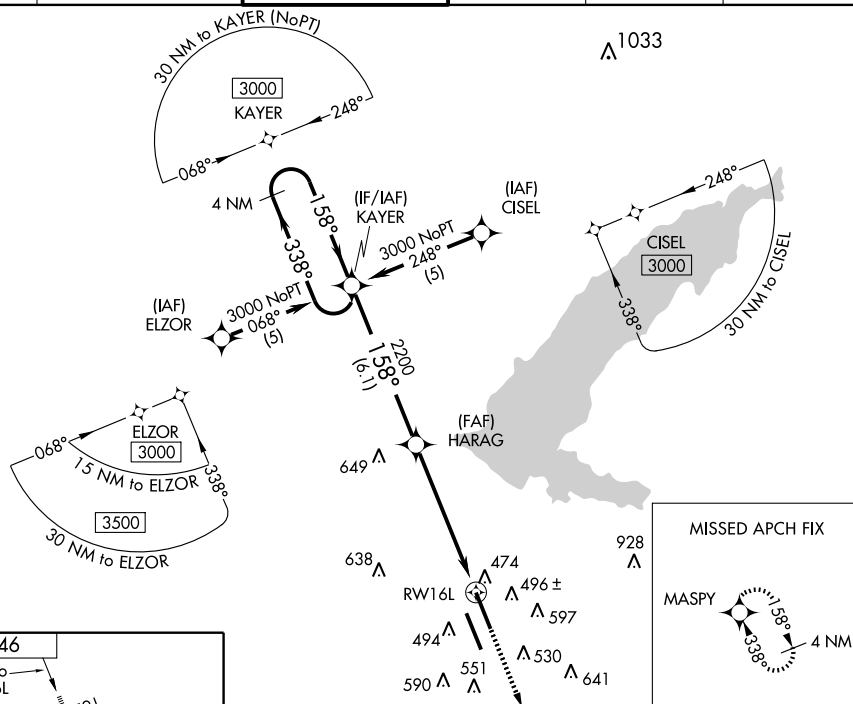 30 NM to KAYER (NoPT)
3000
KAYER
248°
068°
1033
4 NM
158°
338°
(IF/IAF)
KAYER
(IAF)
CISEL
3000 NoPT
248°
(5)
(IAF)
ELZOR
3000 NoPT
068°
(5)
248°
CISEL
3000
338°
30 NM to CISEL
2200
158°
(6.1)
(FAF)
HARAG
068°
ELZOR
3000
15 NM to ELZOR
338°
3500
30 NM to ELZOR
649
638
474
RW16L
496 ±
597
494
530
551
590
641
928
MISSED APCH FIX
MASPY
158°
338°
4 NM
46